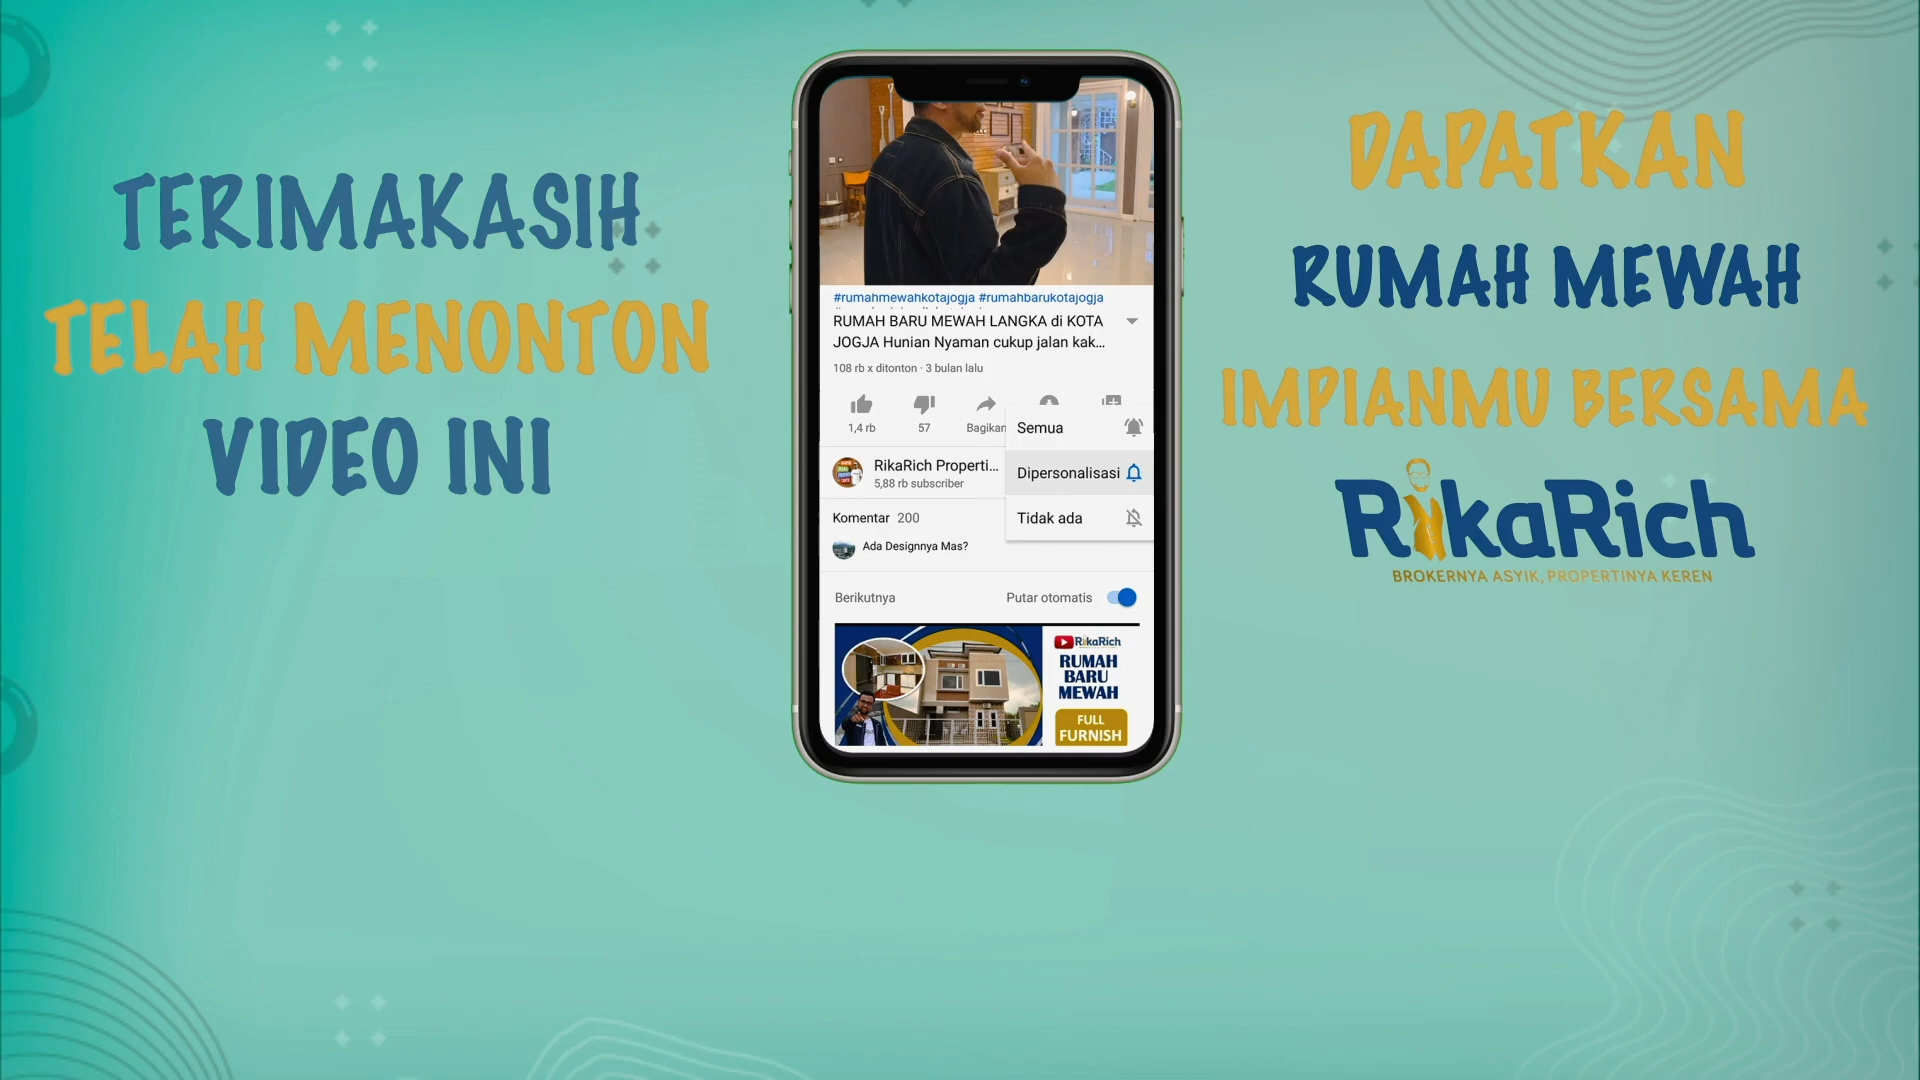 TERIMAKASIH
TELAH MENONTON
VIDEO INI
#rumahmewahkotajogja #rumahbarukotajogja
RUMAH BARU MEWAH LANGKA di KOTA
JOGJA Hunian Nyaman cukup jalan kak...
108 rb x ditonton · 3 bulan lalu
1,4 rb
57
Bagikan
Semua
Dipersonalisasi
Tidak ada
RikaRich Properti...
5,88 rb subscriber
Komentar 200
Ada Designnya Mas?
Berikutnya
Putar otomatis
RikaRich
RUMAH
BARU
MEWAH
FULL
FURNISH
DAPATKAN
RUMAH MEWAH
IMPIANMU BERSAMA
RikaRich
BROKERNYA ASYIK, PROPERTINYA KEREN